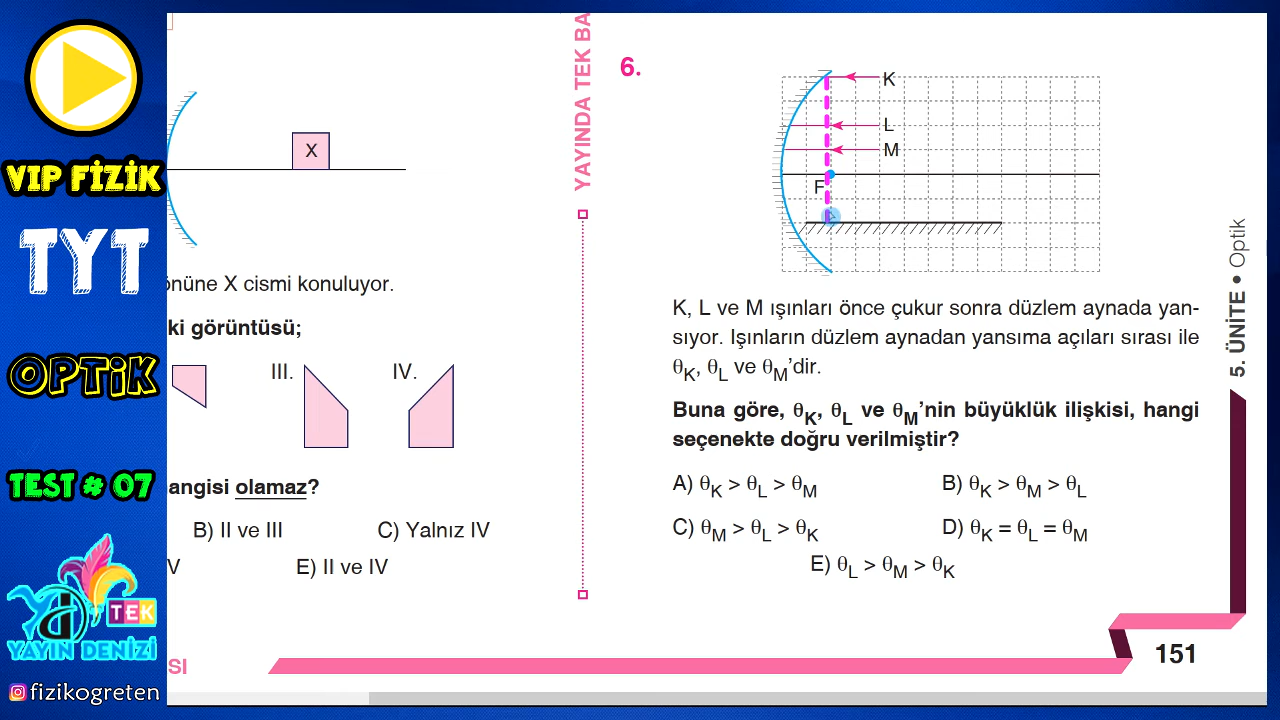 VIP FİZİK
TYT
OPTİK
TEST # 07
TEK
YAYIN DENİZİ
fizikogreten
X
önüne X cismi konuluyor.
ki görüntüsü;
III.
IV.
angisi olamaz?
B) II ve III
C) Yalnız IV
V
E) II ve IV
SI
YAYINDA TEK BA
6.
K
L
M
F
K, L ve M ışınları önce çukur sonra düzlem aynada yan-
sıyor. Işınların düzlem aynadan yansıma açıları sırası ile
θK, θL ve θM’dir.
Buna göre, θK, θL ve θM’nin büyüklük ilişkisi, hangi
seçenekte doğru verilmiştir?
A) θK > θL > θM
B) θK > θM > θL
C) θM > θL > θK
D) θK = θL = θM
E) θL > θM > θK
5. ÜNİTE • Optik
151